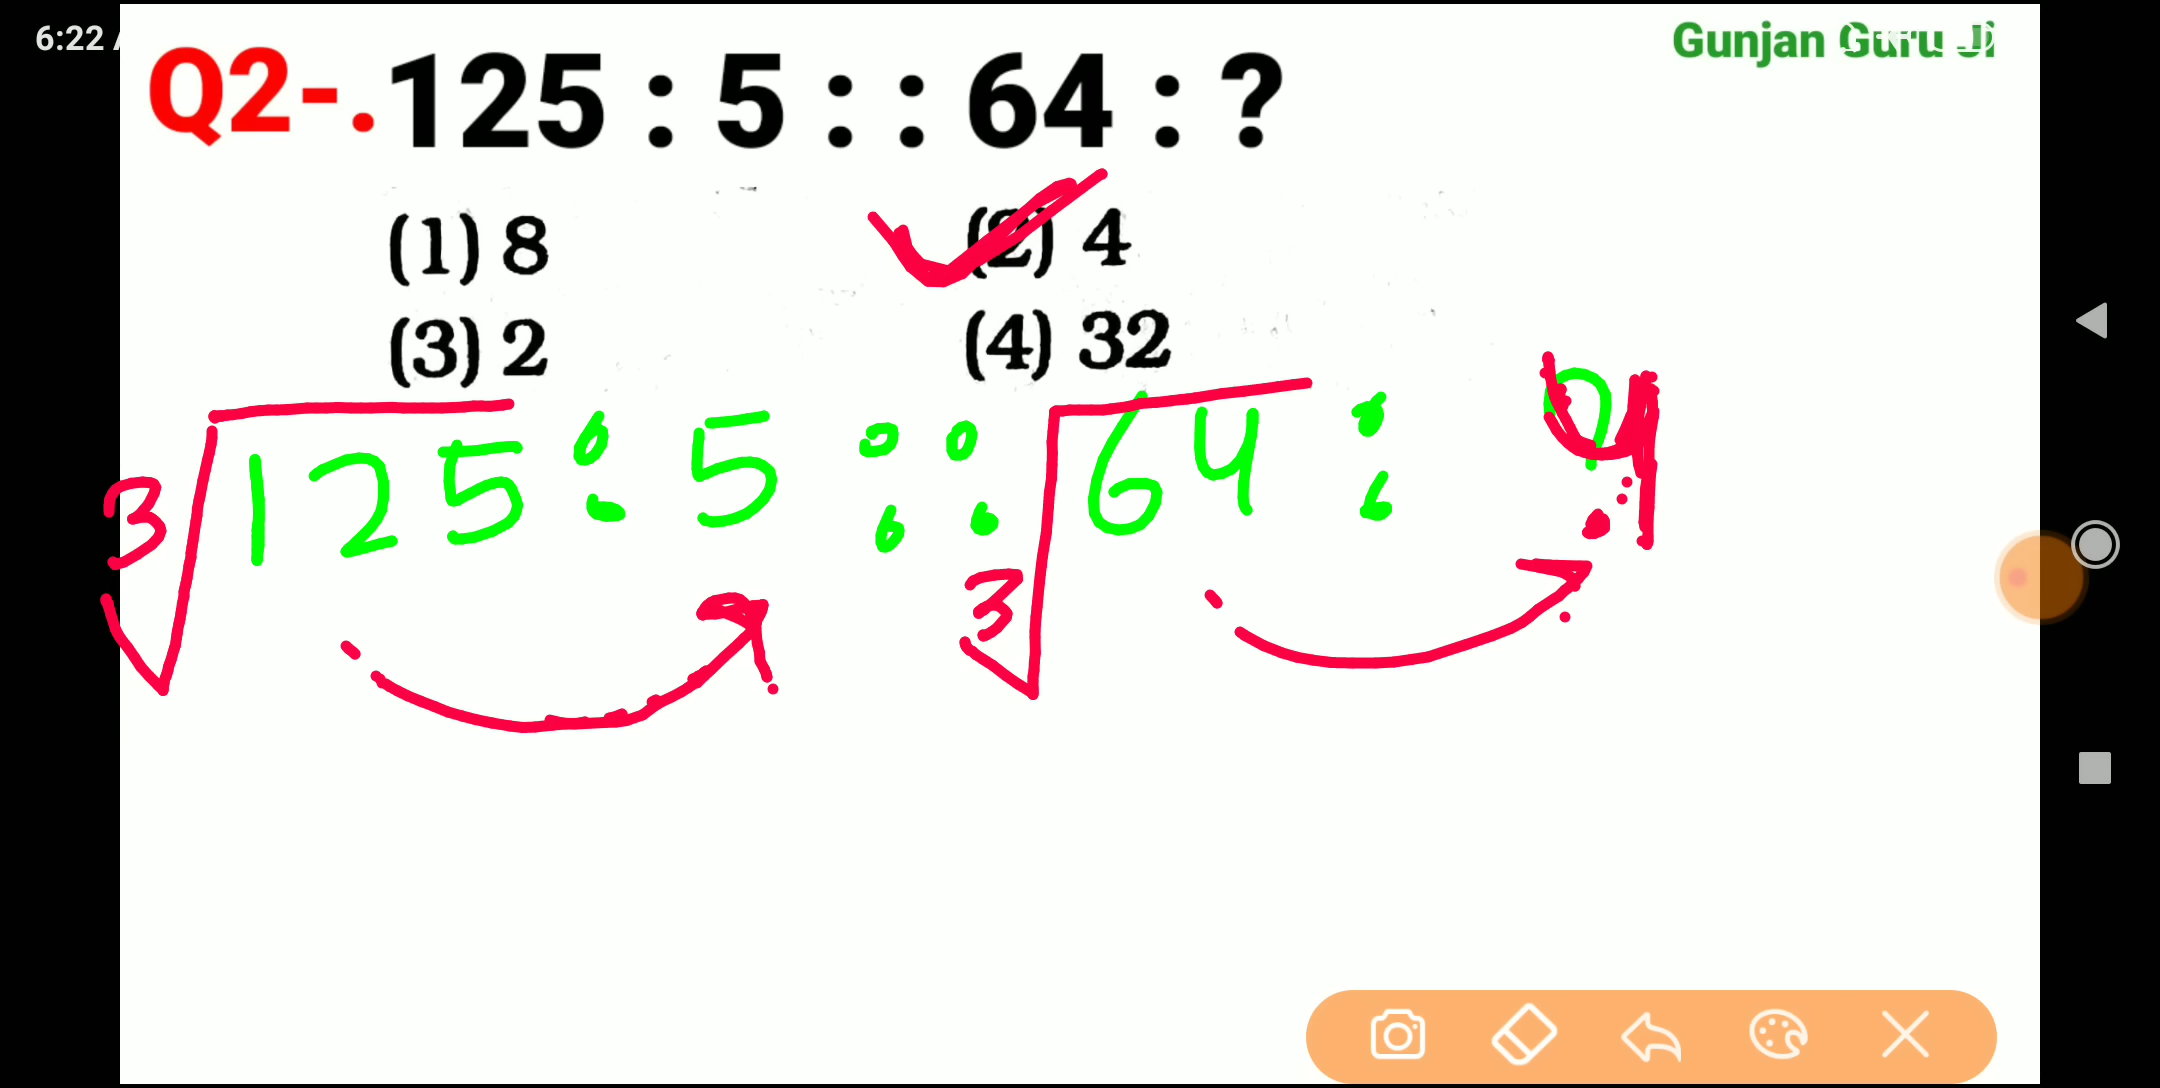 6:22
Gunjan Guru Ji
Q2-.125 : 5 : : 64 : ?
(1) 8 (2) 4
(3) 2 (4) 32
3√125 : 5 : : 3√64 : ? 4